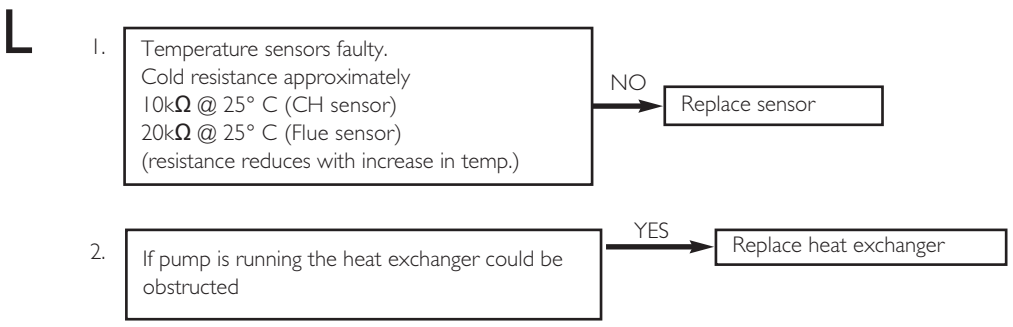 L
1. Temperature sensors faulty.
Cold resistance approximately
10kΩ @ 25° C (CH sensor)
20kΩ @ 25° C (Flue sensor)
(resistance reduces with increase in temp.)
NO
Replace sensor
2. If pump is running the heat exchanger could be
obstructed
YES
Replace heat exchanger